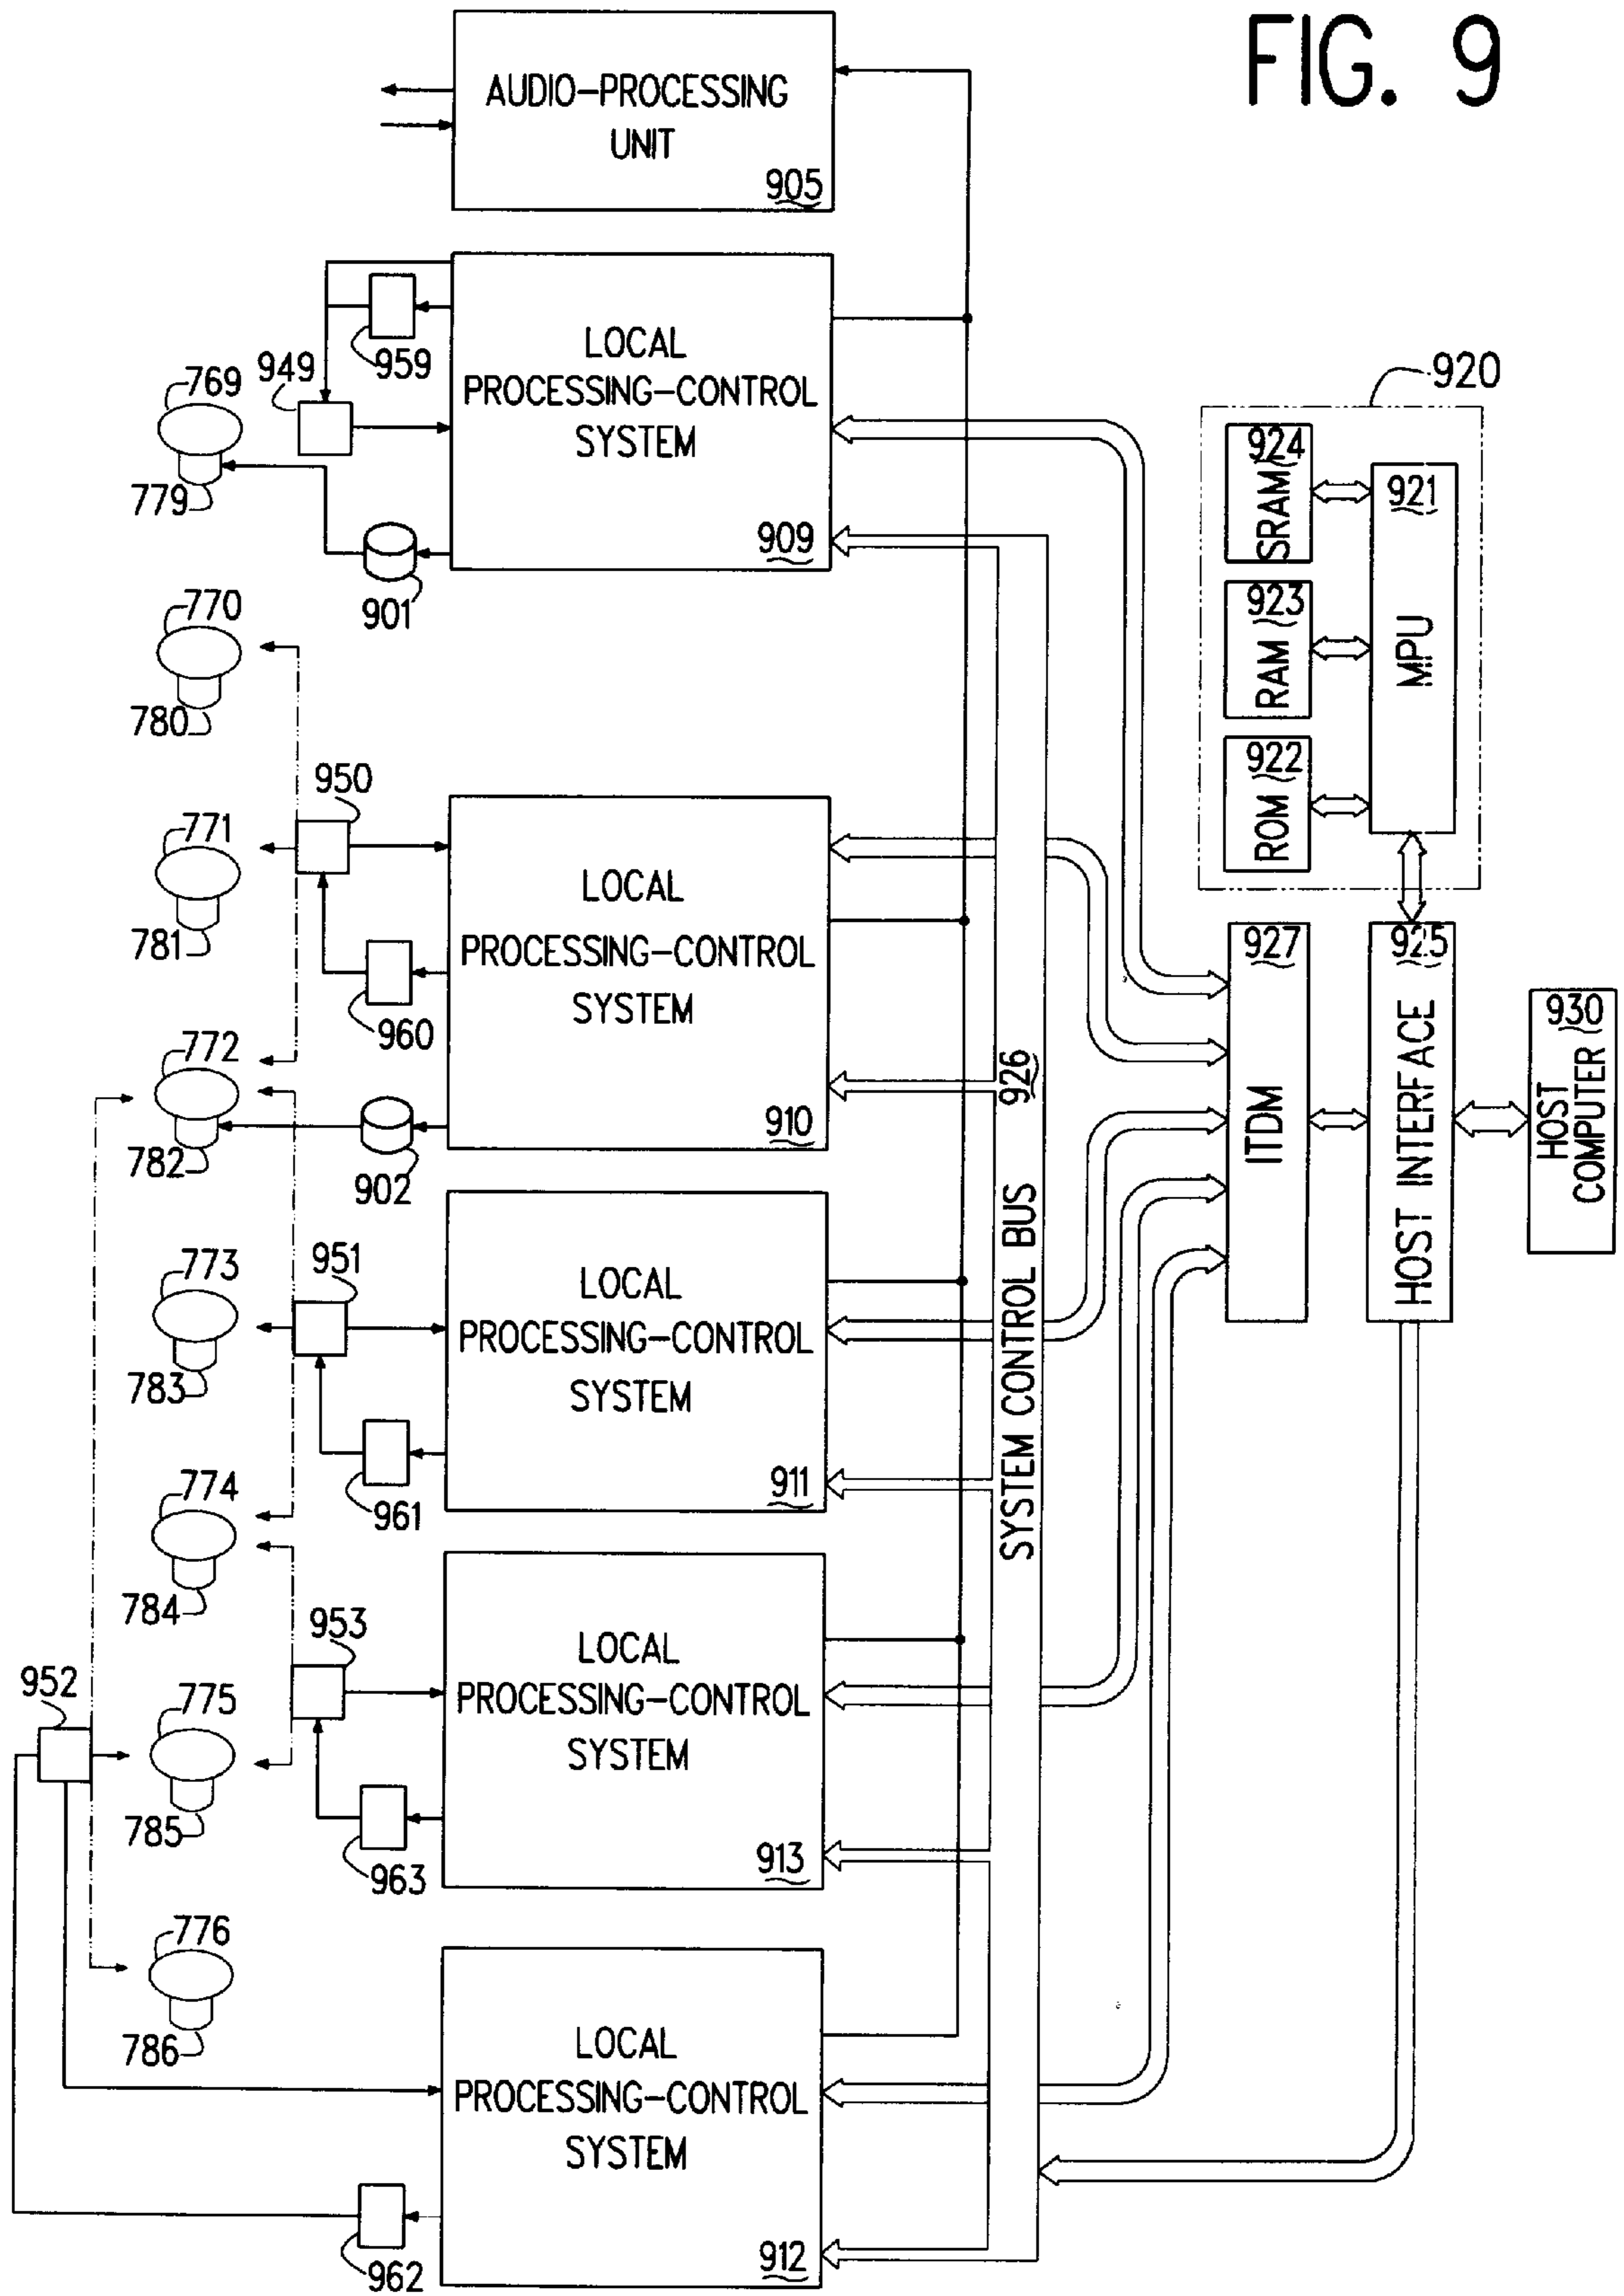 FIG. 9
AUDIO-PROCESSING
UNIT
905
959
949
769
779
901
LOCAL
PROCESSING-CONTROL
SYSTEM
909
920
924
SRAM
923
RAM
922
ROM
921
MPU
770
780
950
771
781
960
772
782
902
LOCAL
PROCESSING-CONTROL
SYSTEM
910
926
SYSTEM CONTROL BUS
927
ITDM
925
HOST INTERFACE
930
HOST
COMPUTER
773
783
951
961
LOCAL
PROCESSING-CONTROL
SYSTEM
911
774
784
953
952
775
785
963
LOCAL
PROCESSING-CONTROL
SYSTEM
913
776
786
962
LOCAL
PROCESSING-CONTROL
SYSTEM
912